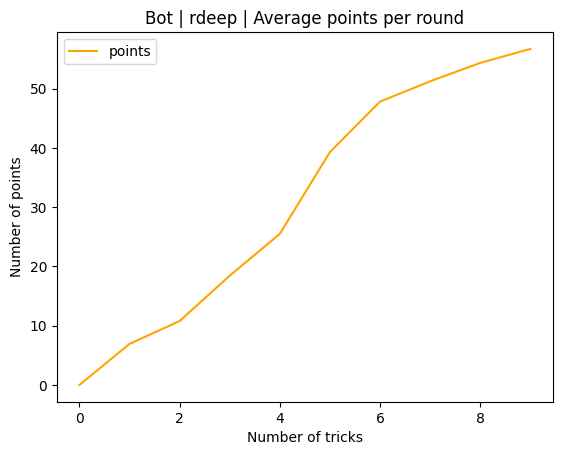 Bot | rdeep | Average points per round
points
Number of points
50
40
30
20
10
0
0 2 4 6 8
Number of tricks